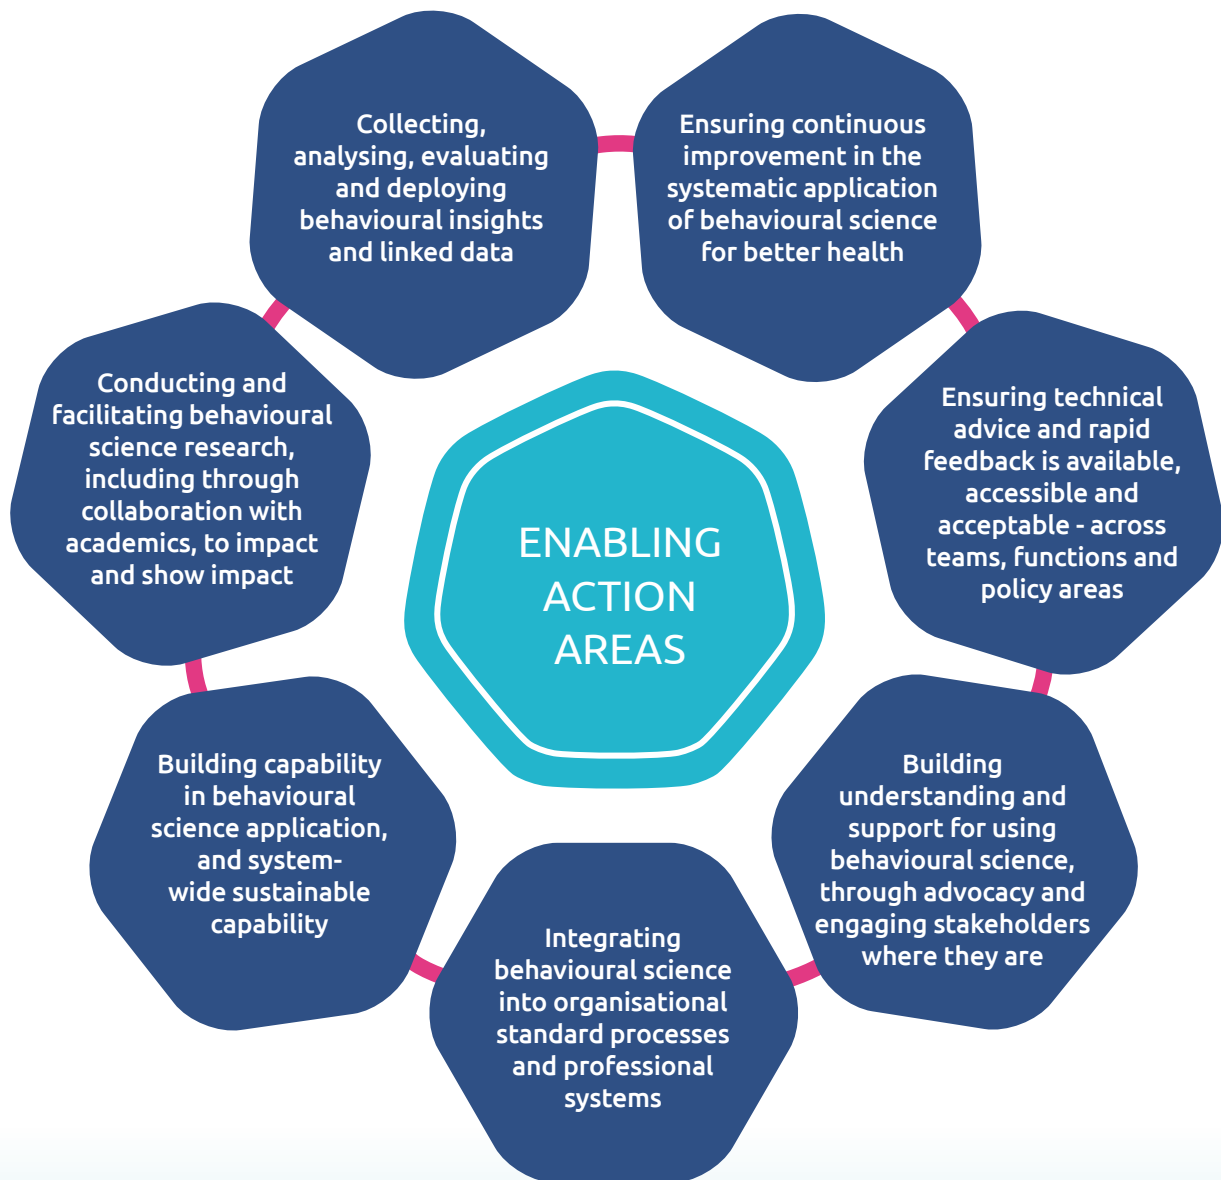 Collecting,
analysing, evaluating
and deploying
behavioural insights
and linked data
Ensuring continuous
improvement in the
systematic application
of behavioural science
for better health
Conducting and
facilitating behavioural
science research,
including through
collaboration with
academics, to impact
and show impact
Ensuring technical
advice and rapid
feedback is available,
accessible and
acceptable - across
teams, functions and
policy areas
ENABLING
ACTION
AREAS
Building capability
in behavioural
science application,
and system-
wide sustainable
capability
Building
understanding and
support for using
behavioural science,
through advocacy and
engaging stakeholders
where they are
Integrating
behavioural science
into organisational
standard processes
and professional
systems